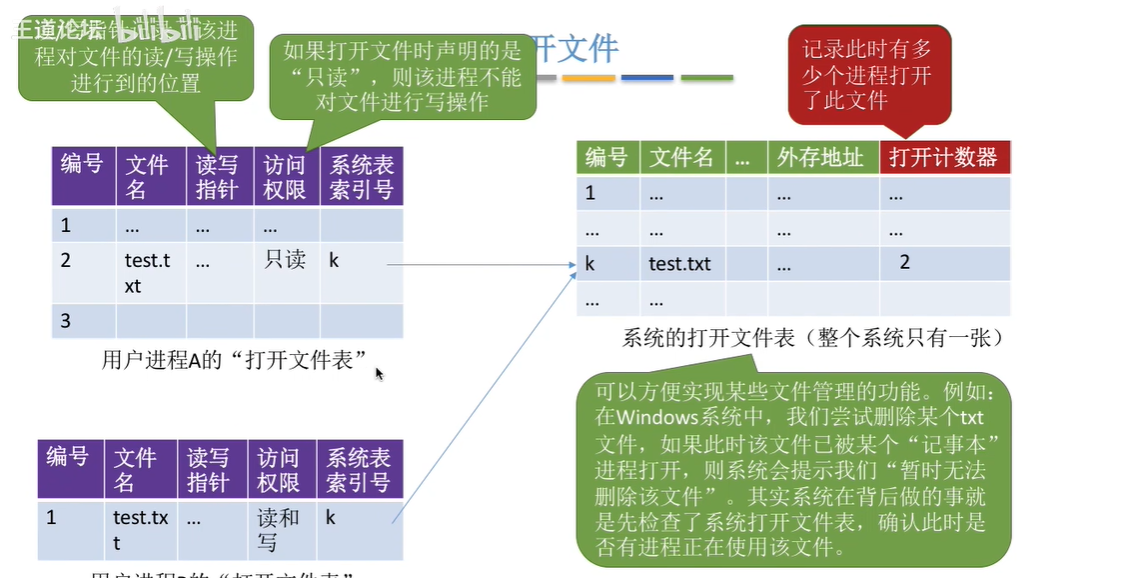 王道论坛 bilibili
该进
程对文件的读/写操作
进行到的位置
如果打开文件时声明的是
“只读”，则该进程不能
对文件进行写操作
开文件
记录此时有多
少个进程打开
了此文件
编号 文件名 读写指针 访问权限 系统表索引号
1 ... ... ...
2 test.txt ... 只读 k
3
用户进程A的“打开文件表”
编号 文件名 ... 外存地址 打开计数器
1 ... ... ...
... ... ... ...
k test.txt ... 2
... ...
系统的打开文件表（整个系统只有一张）
可以方便实现某些文件管理的功能。例如：
在Windows系统中，我们尝试删除某个txt
文件，如果此时该文件已被某个“记事本”
进程打开，则系统会提示我们“暂时无法
删除该文件”。其实系统在背后做的事就
是先检查了系统打开文件表，确认此时是
否有进程正在使用该文件。
编号 文件名 读写指针 访问权限 系统表索引号
1 test.txt ... 读和写 k